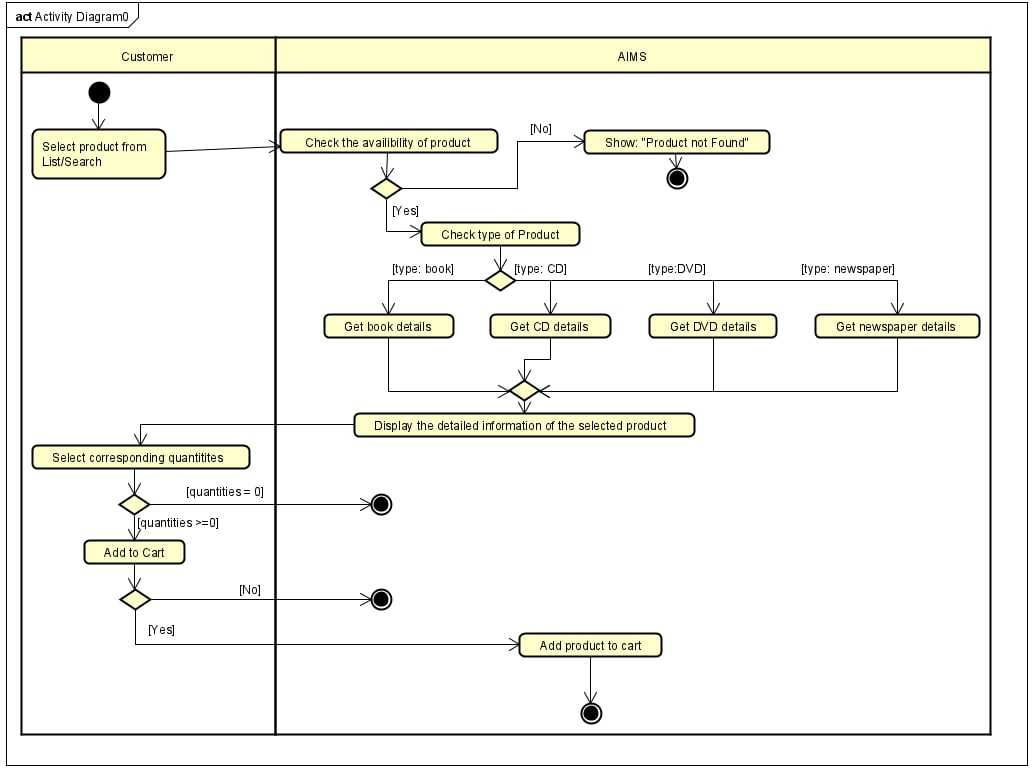 act Activity Diagram0
Customer
AIMS
Select product from
List/Search
Check the availibility of product
[No]
Show: "Product not Found"
[Yes]
Check type of Product
[type: book]
[type: CD]
[type:DVD]
[type: newspaper]
Get book details
Get CD details
Get DVD details
Get newspaper details
Display the detailed information of the selected product
Select corresponding quantitites
[quantities = 0]
[quantities >=0]
Add to Cart
[No]
[Yes]
Add product to cart